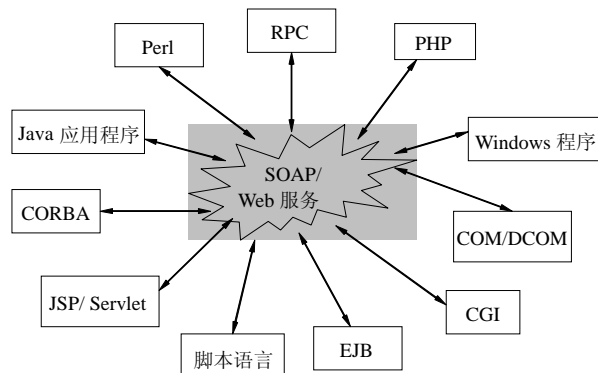 RPC
Perl
PHP
Java 应用程序
Windows 程序
SOAP/
Web 服务
CORBA
COM/DCOM
JSP/ Servlet
CGI
EJB
脚本语言